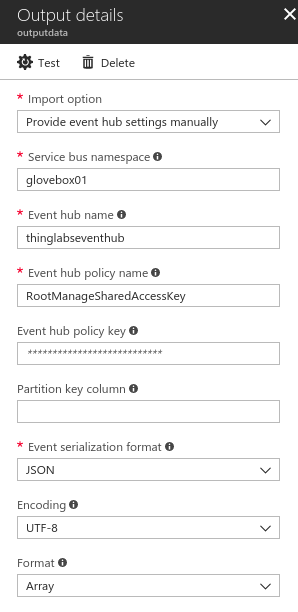 Output details
outputdata
Test Delete
* Import option
Provide event hub settings manually
* Service bus namespace
glovebox01
* Event hub name
thinglabseventhub
* Event hub policy name
RootManageSharedAccessKey
Event hub policy key
***************************
Partition key column
* Event serialization format
JSON
Encoding
UTF-8
Format
Array